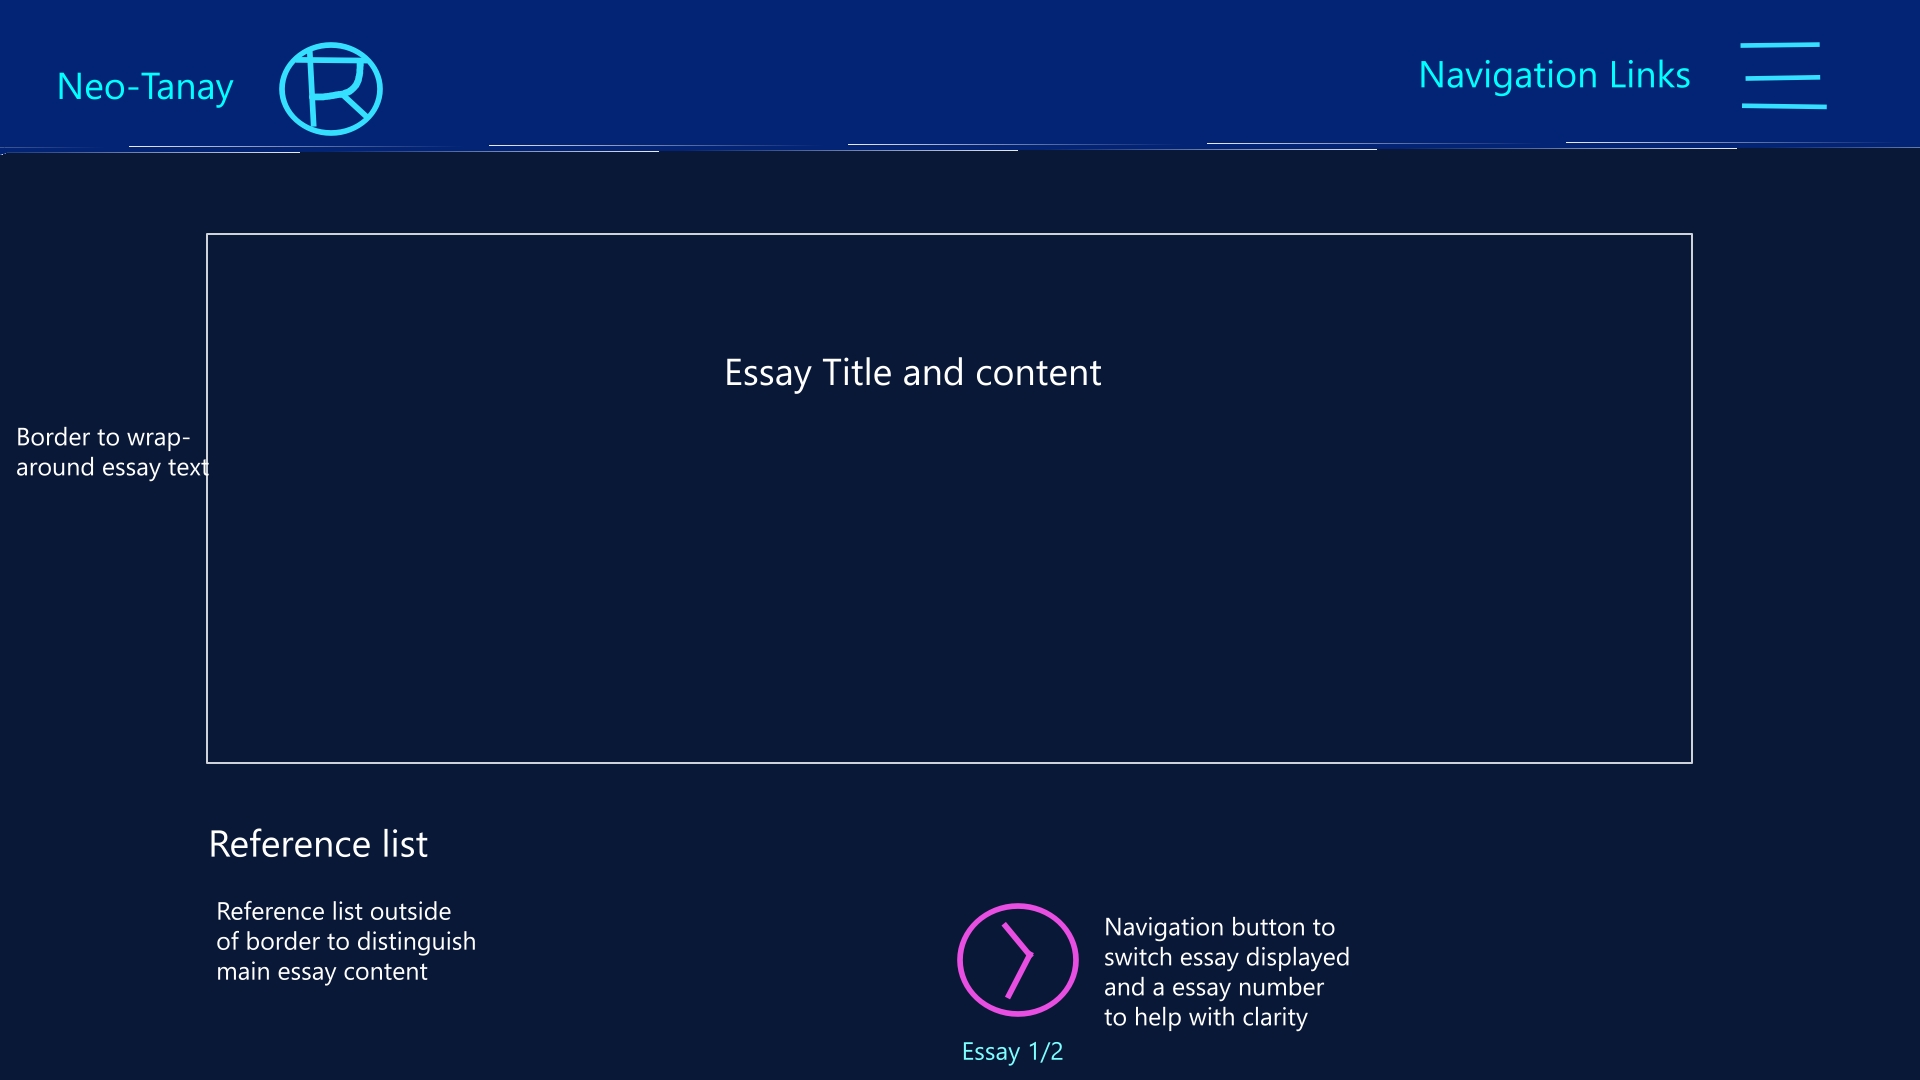 Neo-Tanay
R
Navigation Links
Essay Title and content
Border to wrap-
around essay text
Reference list
Reference list outside
of border to distinguish
main essay content
Navigation button to
switch essay displayed
and a essay number
to help with clarity
Essay 1/2